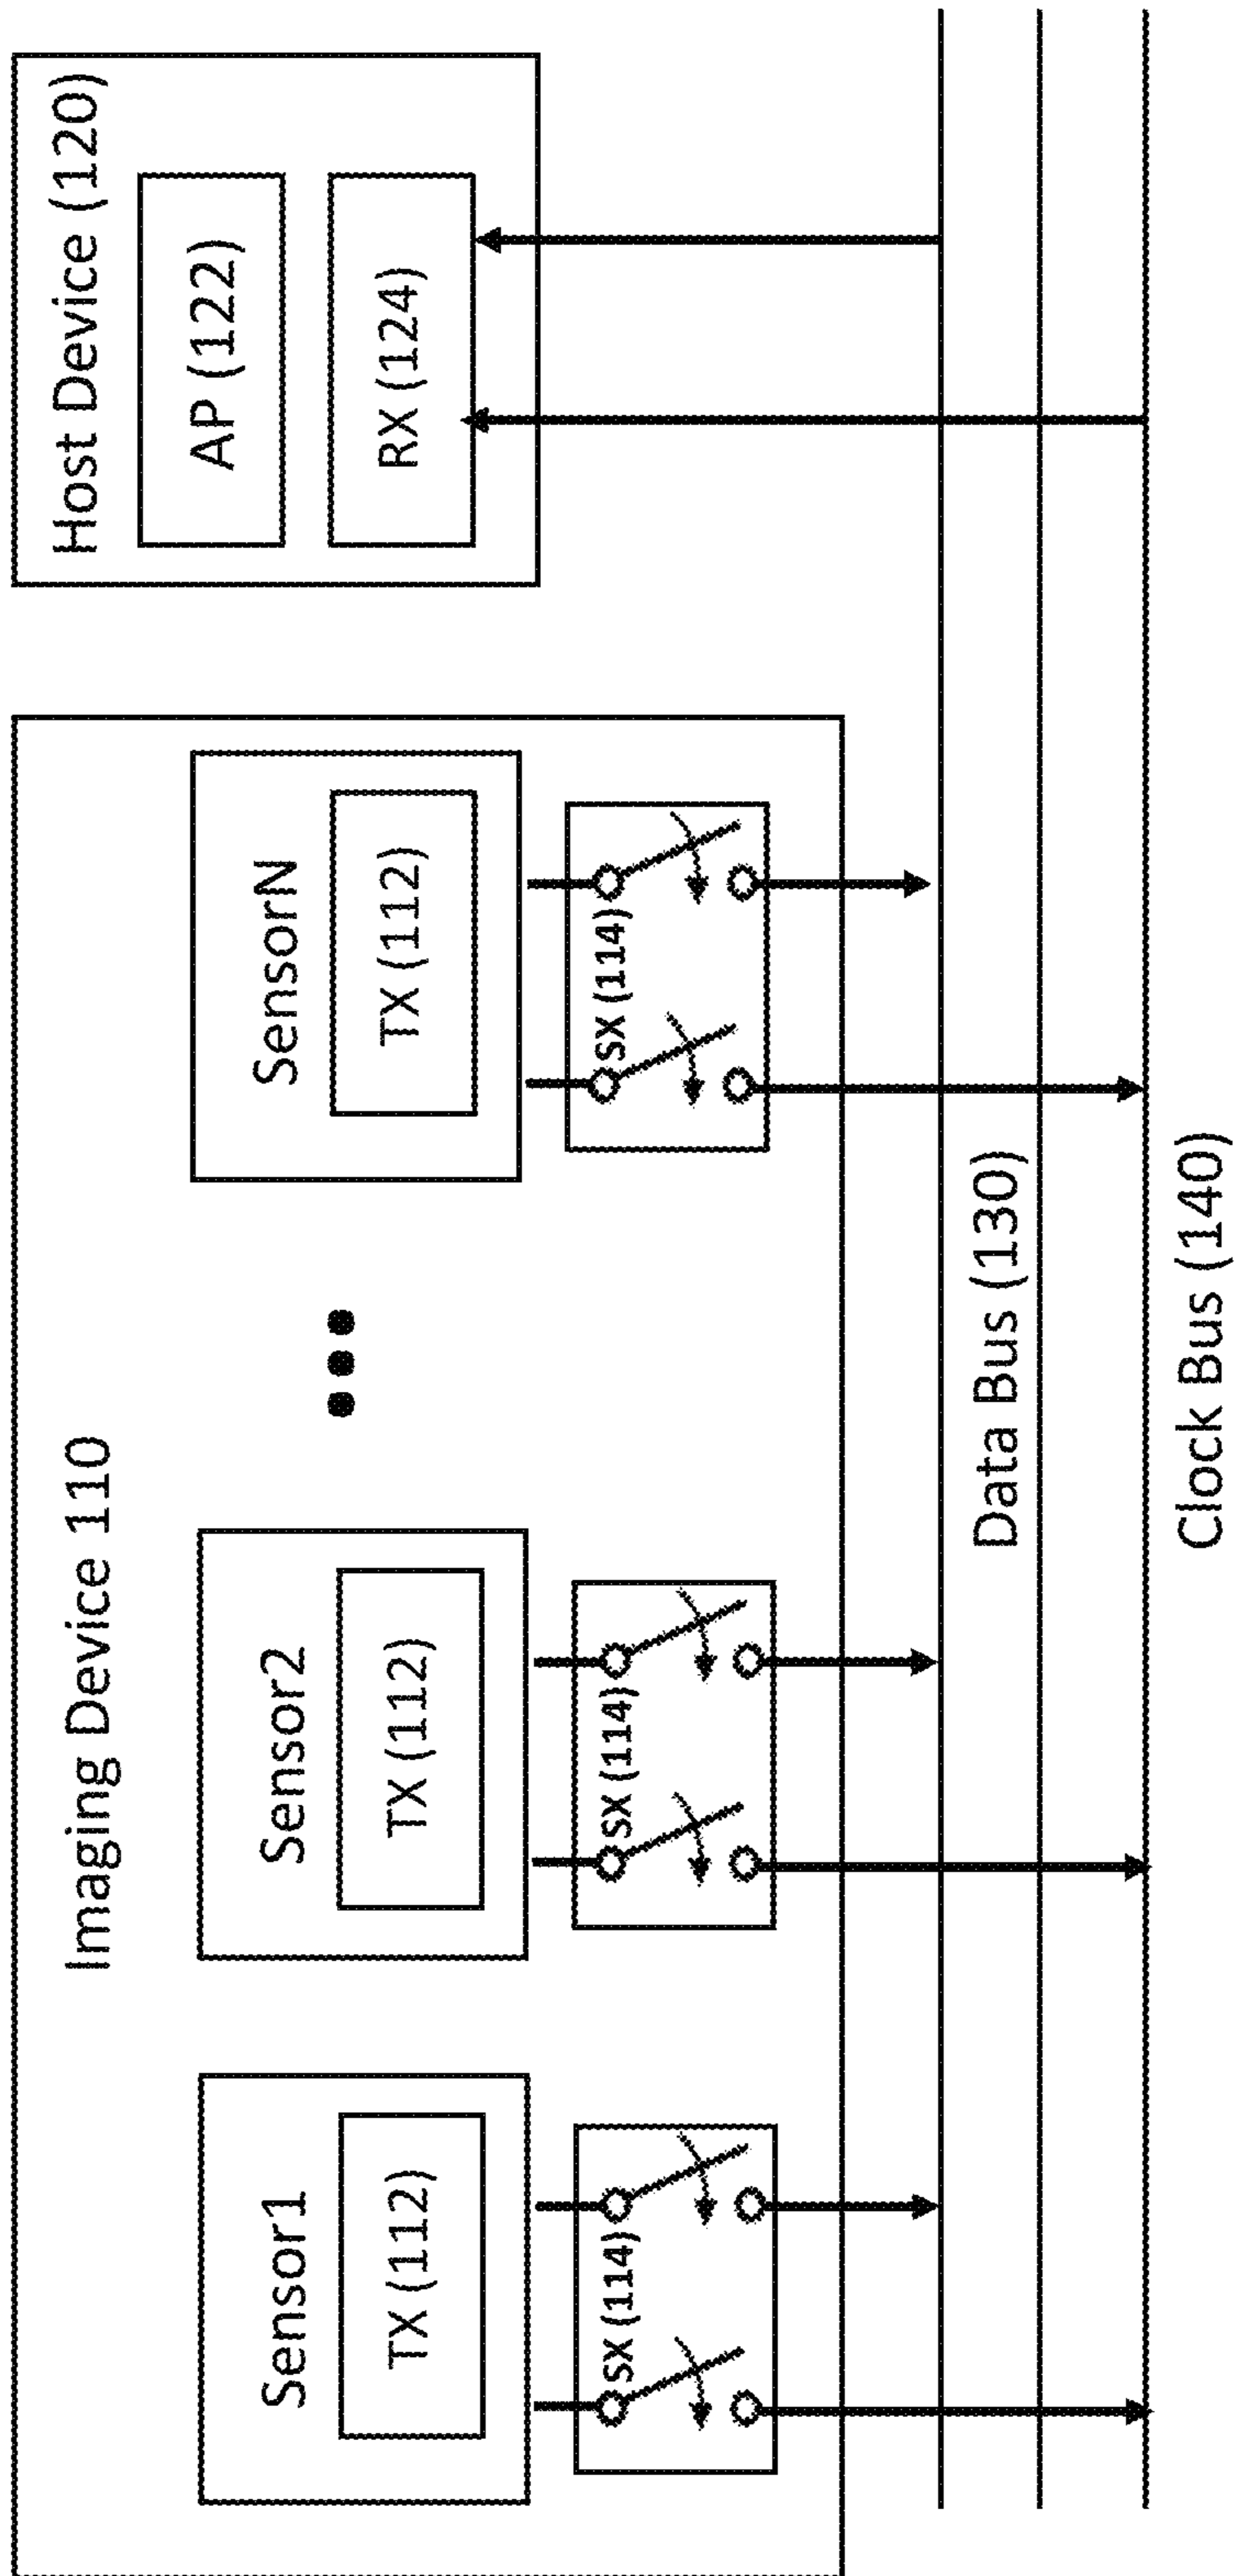 Imaging Device 110
Sensor1
TX (112)
SX (114)
Sensor2
TX (112)
SX (114)
SensorN
TX (112)
SX (114)
Host Device (120)
AP (122)
RX (124)
Data Bus (130)
Clock Bus (140)